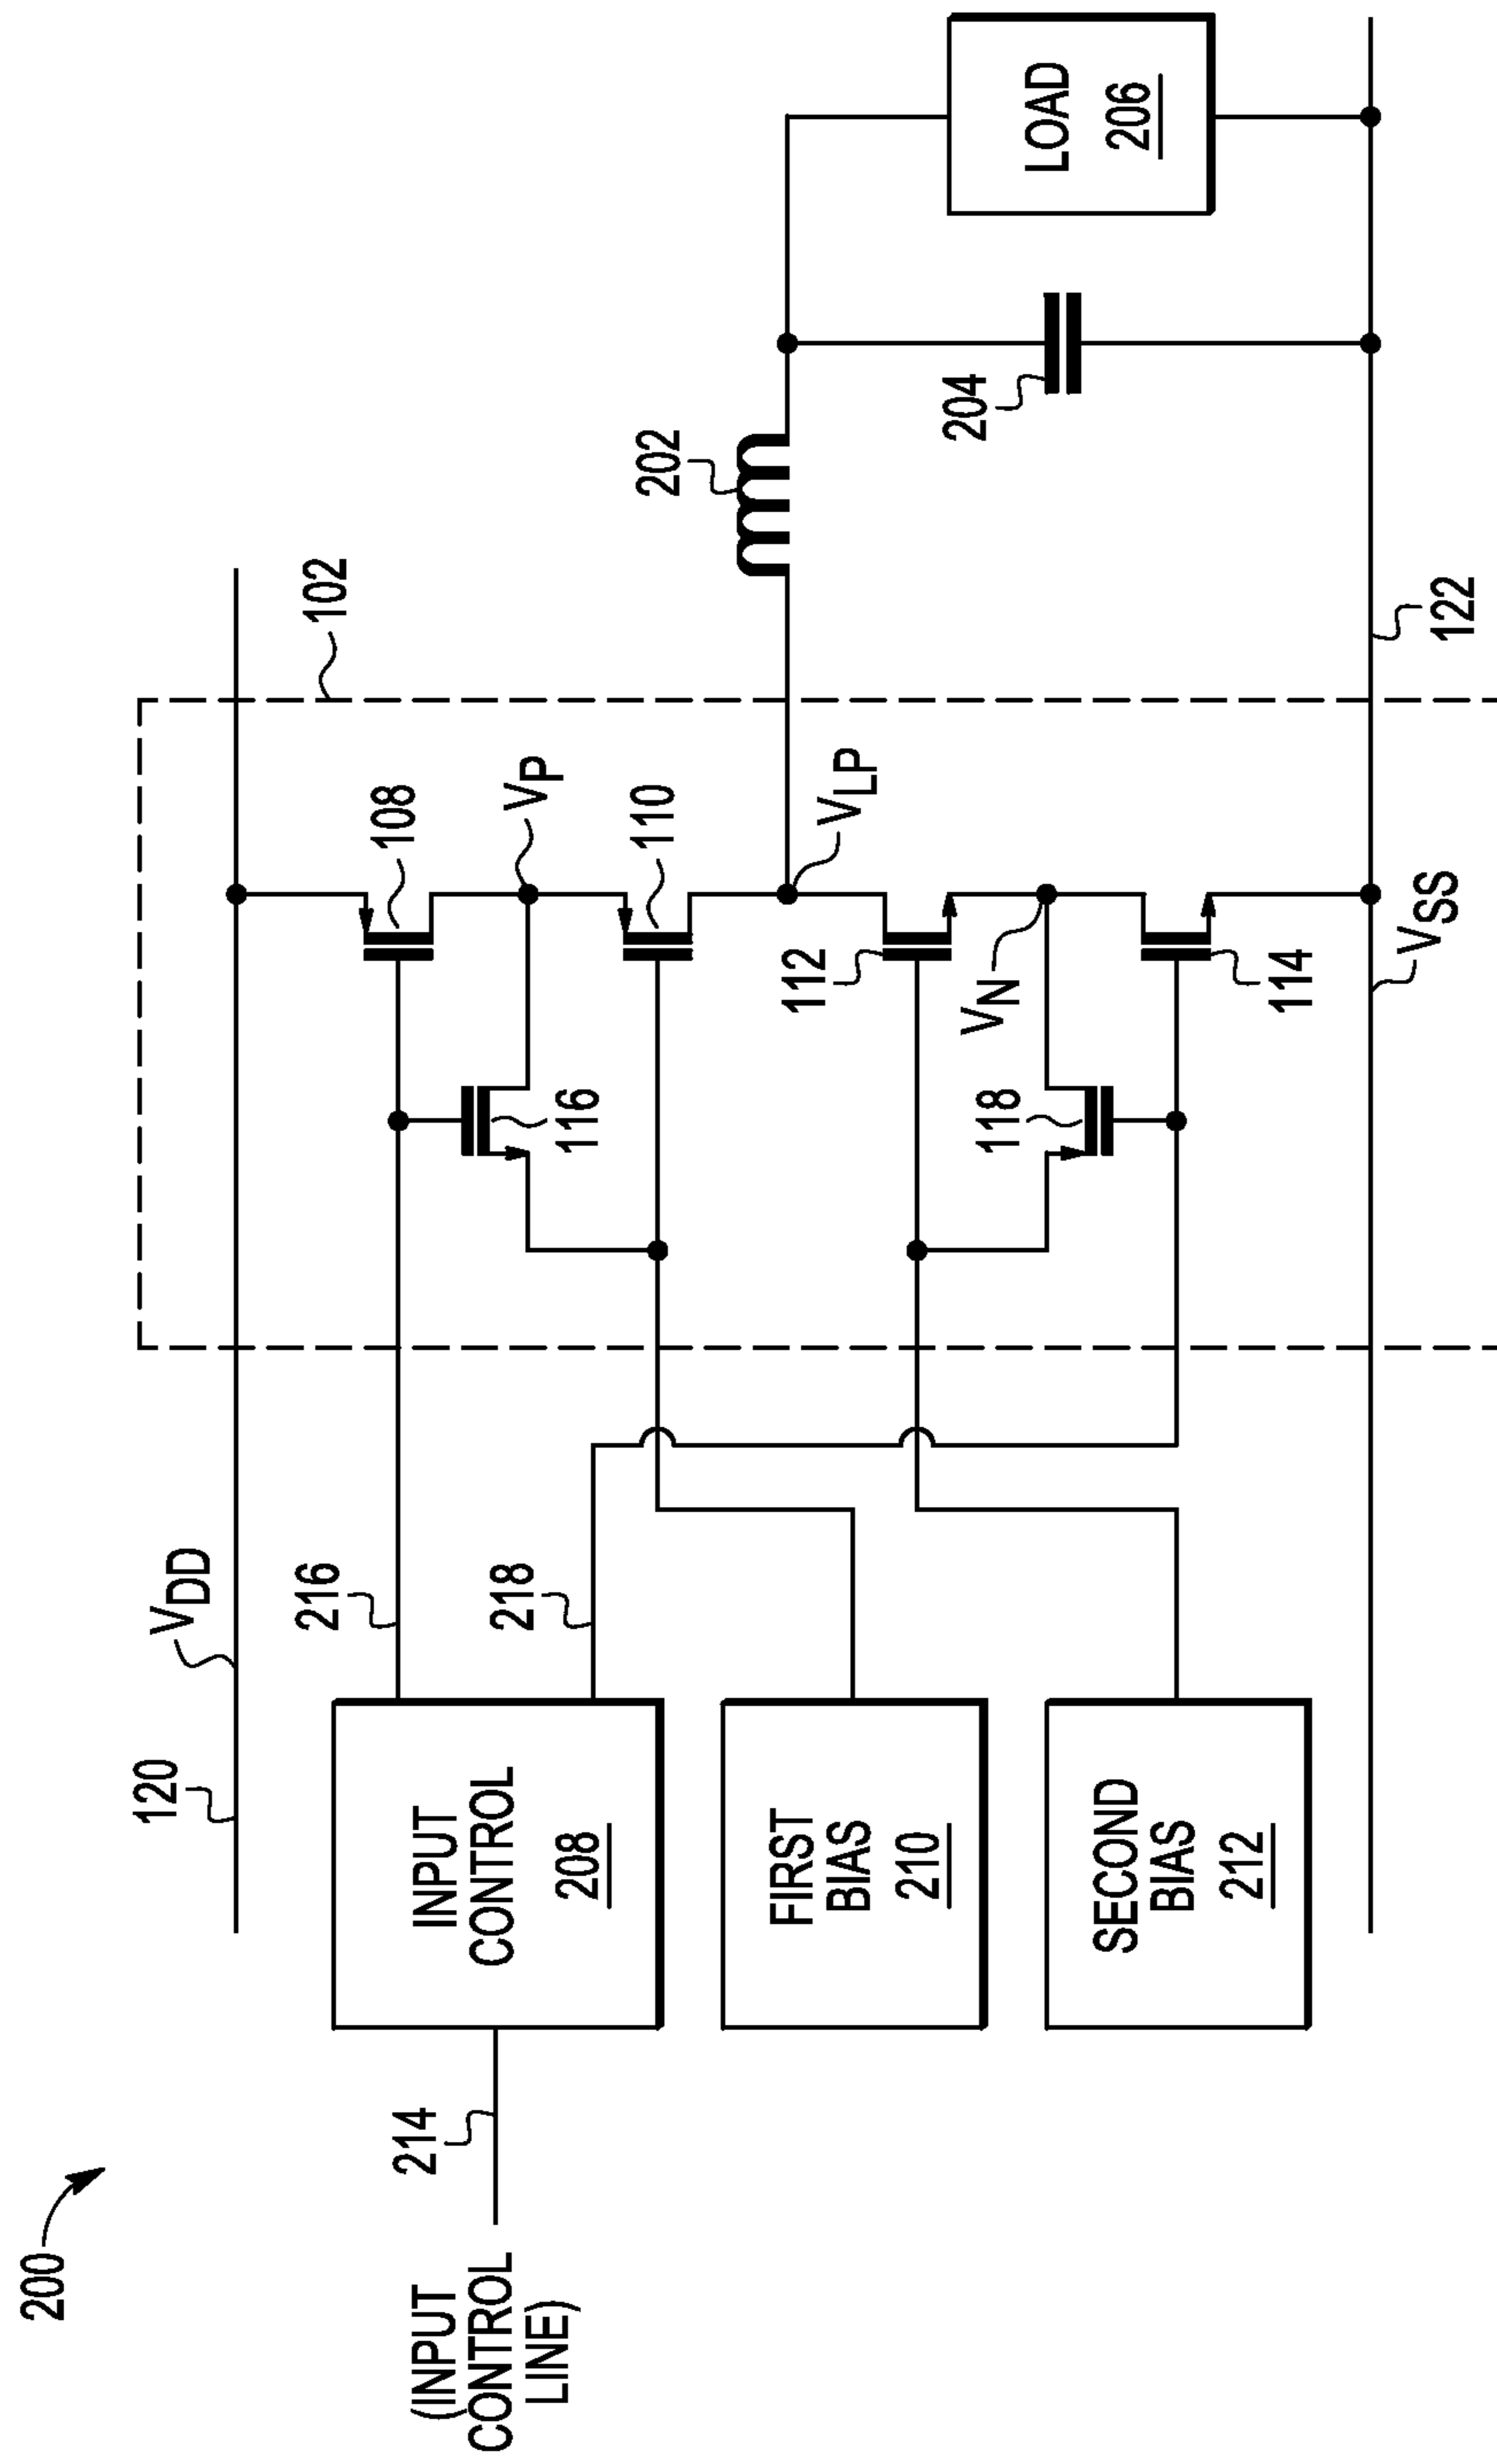 200
(INPUT
CONTROL
LINE)
214
120
VDD
INPUT
CONTROL
208
216
218
FIRST
BIAS
210
SECOND
BIAS
212
102
108
VP
116
110
VLP
112
VN
118
114
VSS
122
202
204
LOAD
206